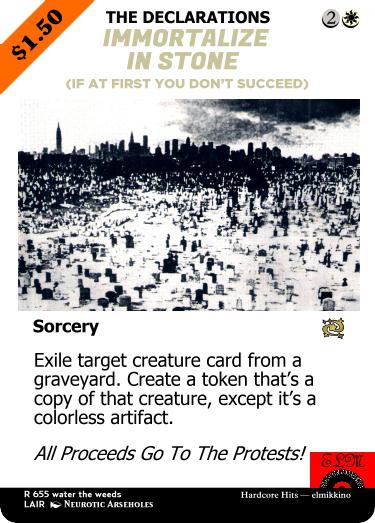 $1.50
THE DECLARATIONS
2
IMMORTALIZE
IN STONE
(IF AT FIRST YOU DON'T SUCCEED)
Sorcery
Exile target creature card from a
graveyard. Create a token that's a
copy of that creature, except it's a
colorless artifact.
All Proceeds Go To The Protests!
ELM
R 655 water the weeds
LAIR Neurotic Arseholes
Hardcore Hits — elmikkino